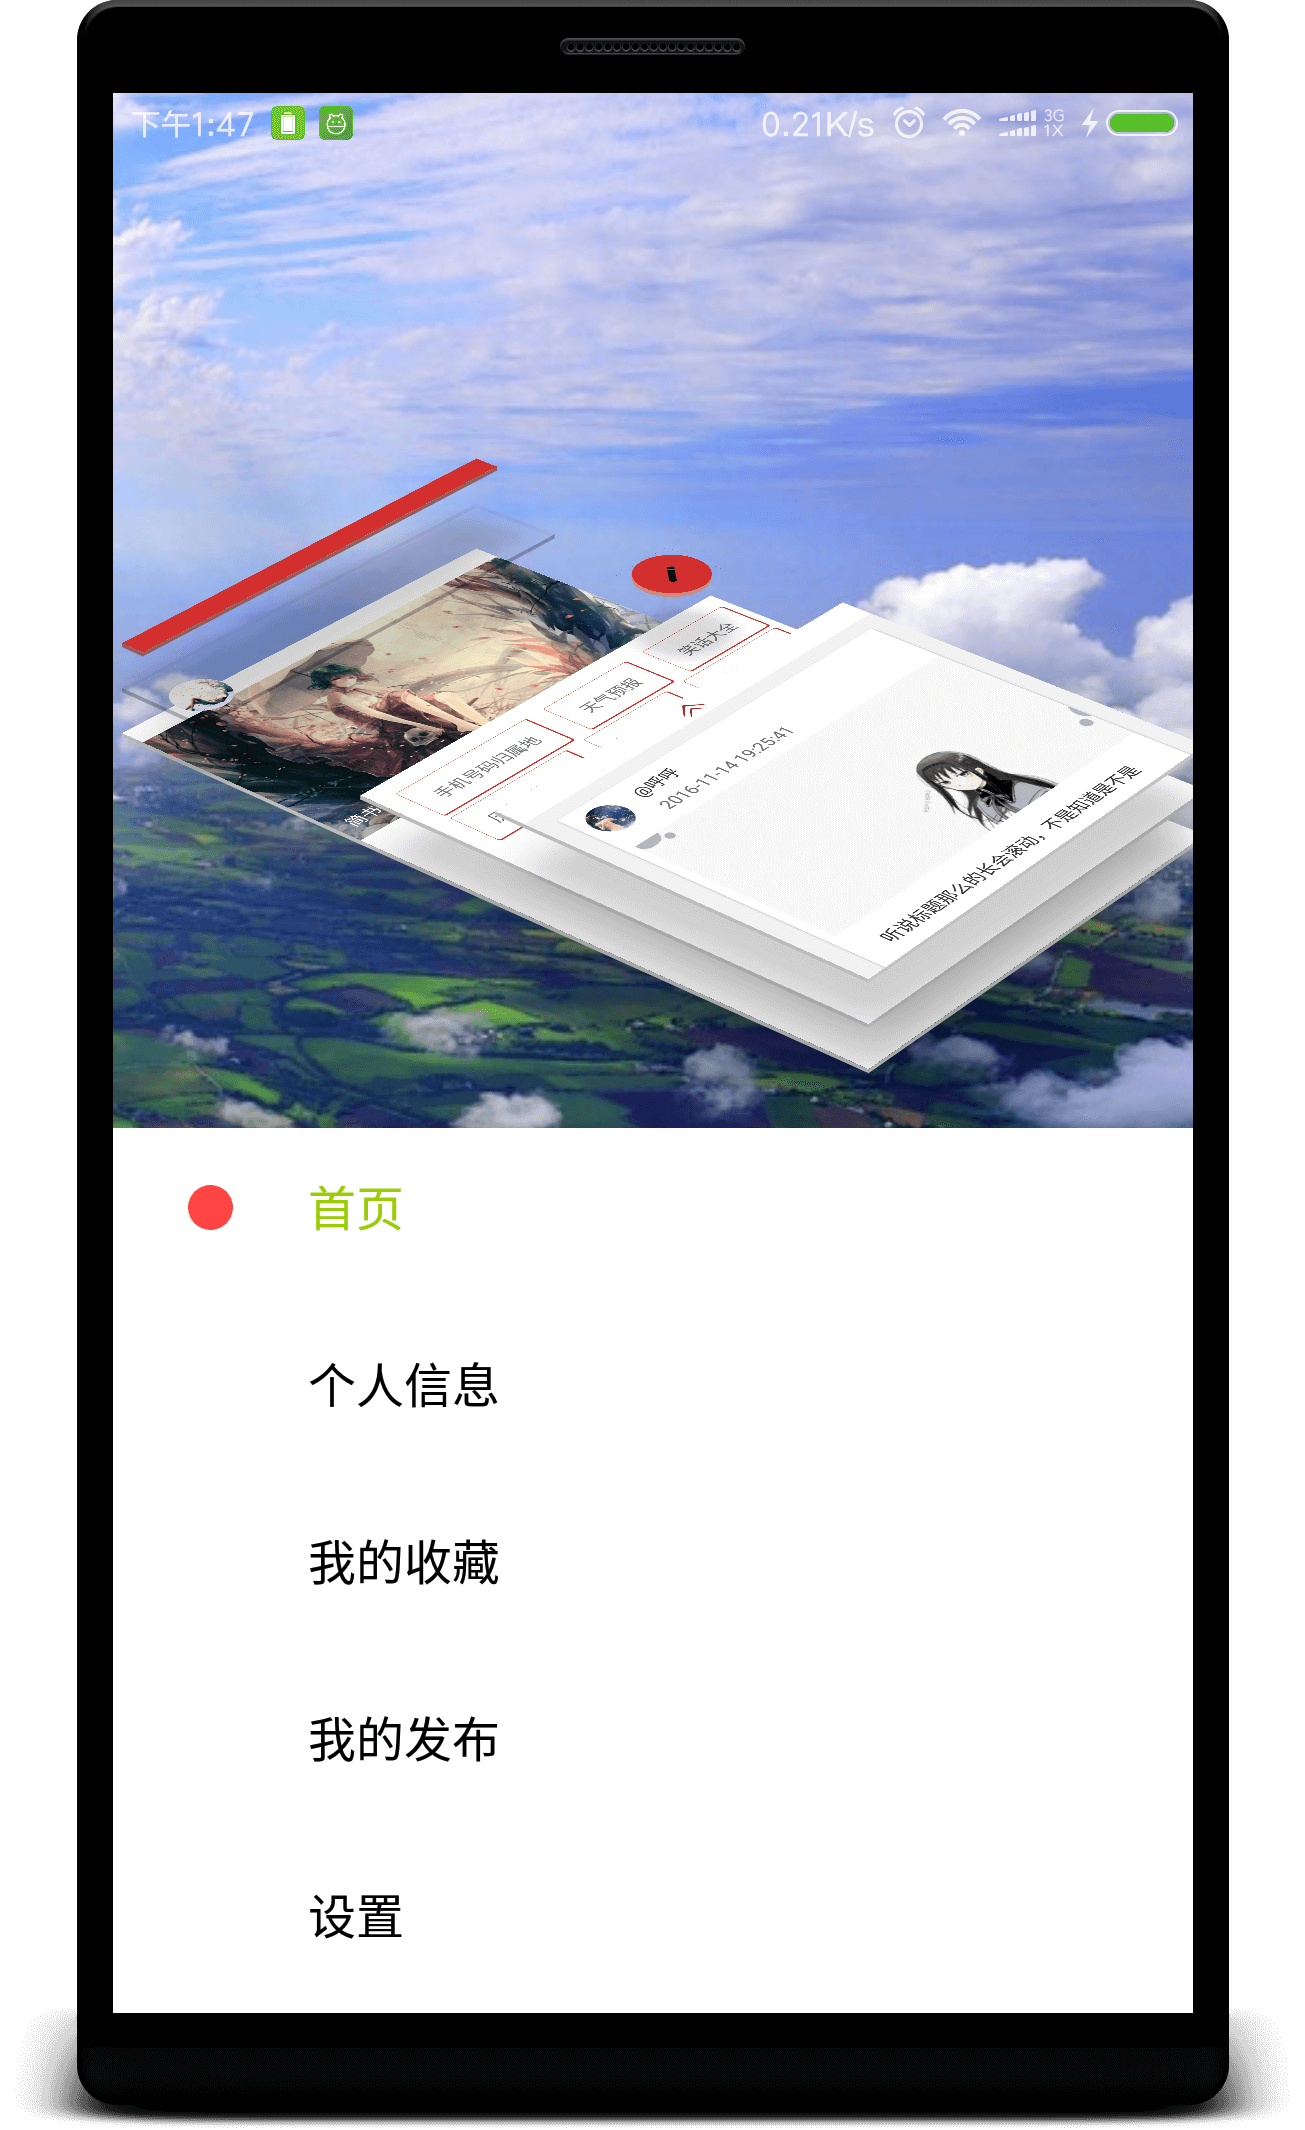 下午1:47
0.21K/s
3G
1X
笑话大全
天气预报
手机号码归属地
简书
@呼呼
2016-11-14 19:25:41
听说标题那么的长会滚动，不是知道是不是
首页
个人信息
我的收藏
我的发布
设置